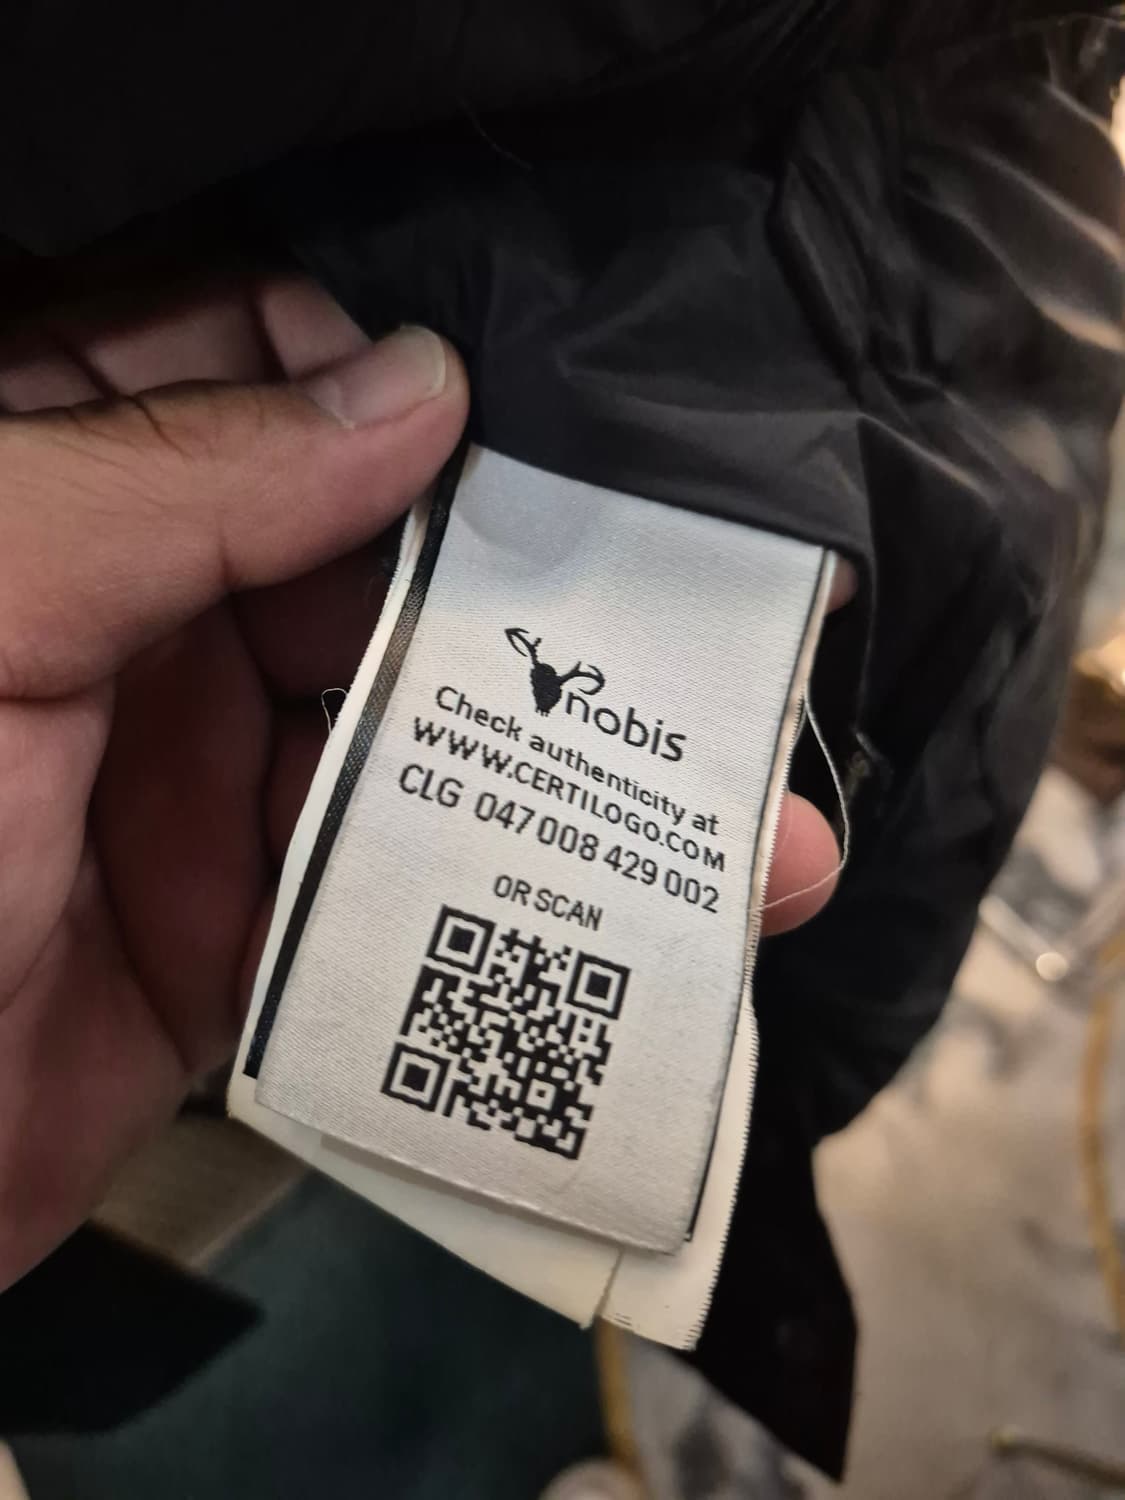 nobis
Check authenticity at
WWW.CERTILOGO.COM
CLG 047 008 429 002
OR SCAN